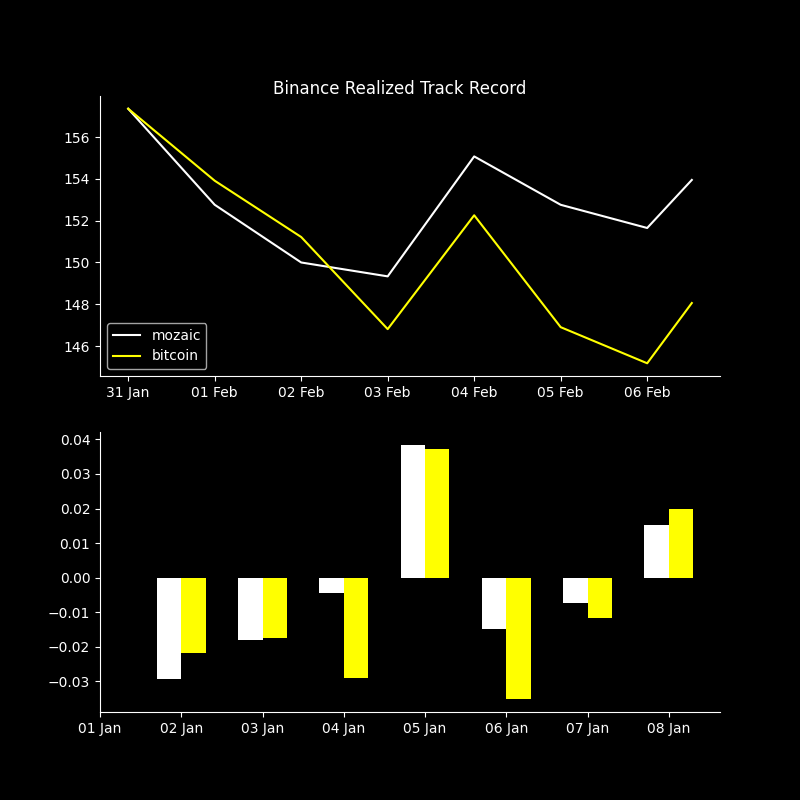 Binance Realized Track Record
156
154
152
150
148
146
mozaic
bitcoin
31 Jan 01 Feb 02 Feb 03 Feb 04 Feb 05 Feb 06 Feb
0.04
0.03
0.02
0.01
0.00
−0.01
−0.02
−0.03
01 Jan 02 Jan 03 Jan 04 Jan 05 Jan 06 Jan 07 Jan 08 Jan